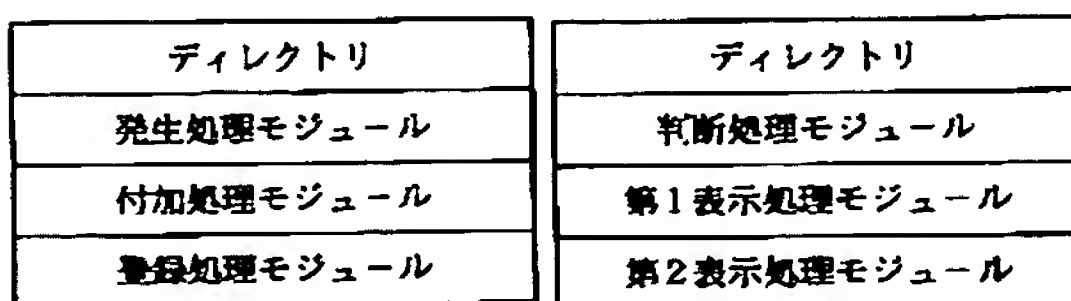 ディレクトリ
発生処理モジュール
付加処理モジュール
登録処理モジュール
ディレクトリ
判断処理モジュール
第1表示処理モジュール
第2表示処理モジュール